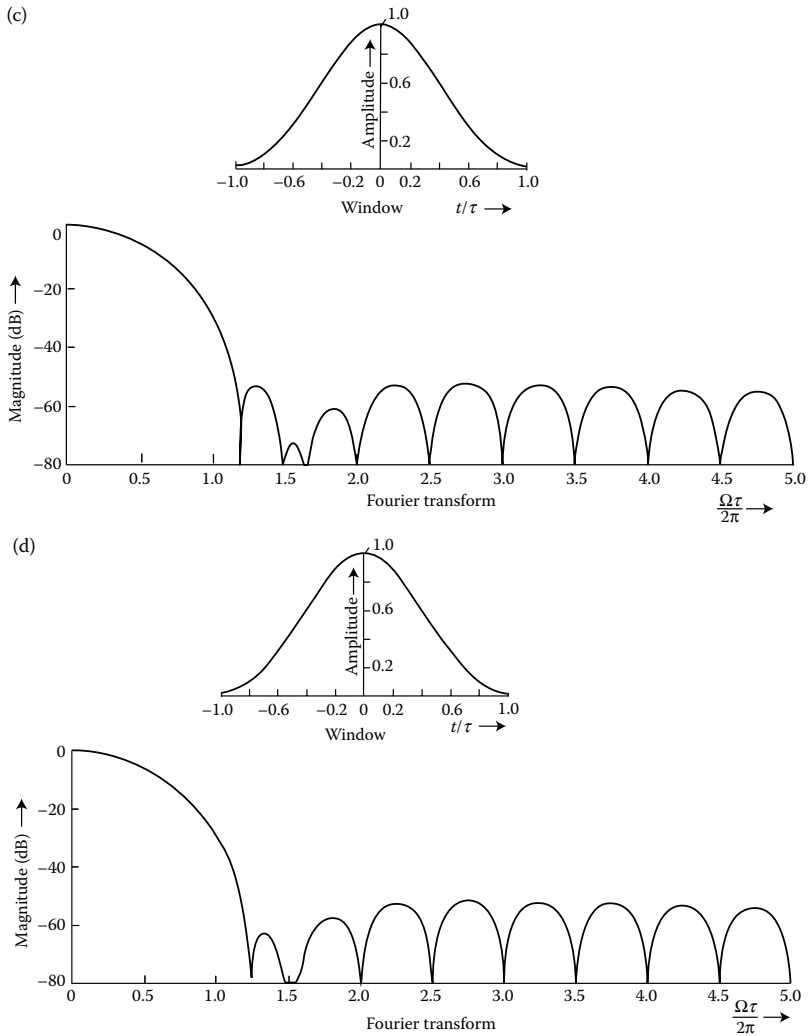 (c)
1.0
0.6
0.2
Amplitude
−1.0 −0.6 −0.2 0 0.2 0.6 1.0
Window t/τ
0
−20
−40
−60
−80
Magnitude (dB)
0 0.5 1.0 1.5 2.0 2.5 3.0 3.5 4.0 4.5 5.0
Fourier transform
Ωτ
2π
(d)
1.0
0.6
0.2
Amplitude
−1.0 −0.6 −0.2 0 0.2 0.6 1.0
Window t/τ
0
−20
−40
−60
−80
Magnitude (dB)
0 0.5 1.0 1.5 2.0 2.5 3.0 3.5 4.0 4.5 5.0
Fourier transform
Ωτ
2π